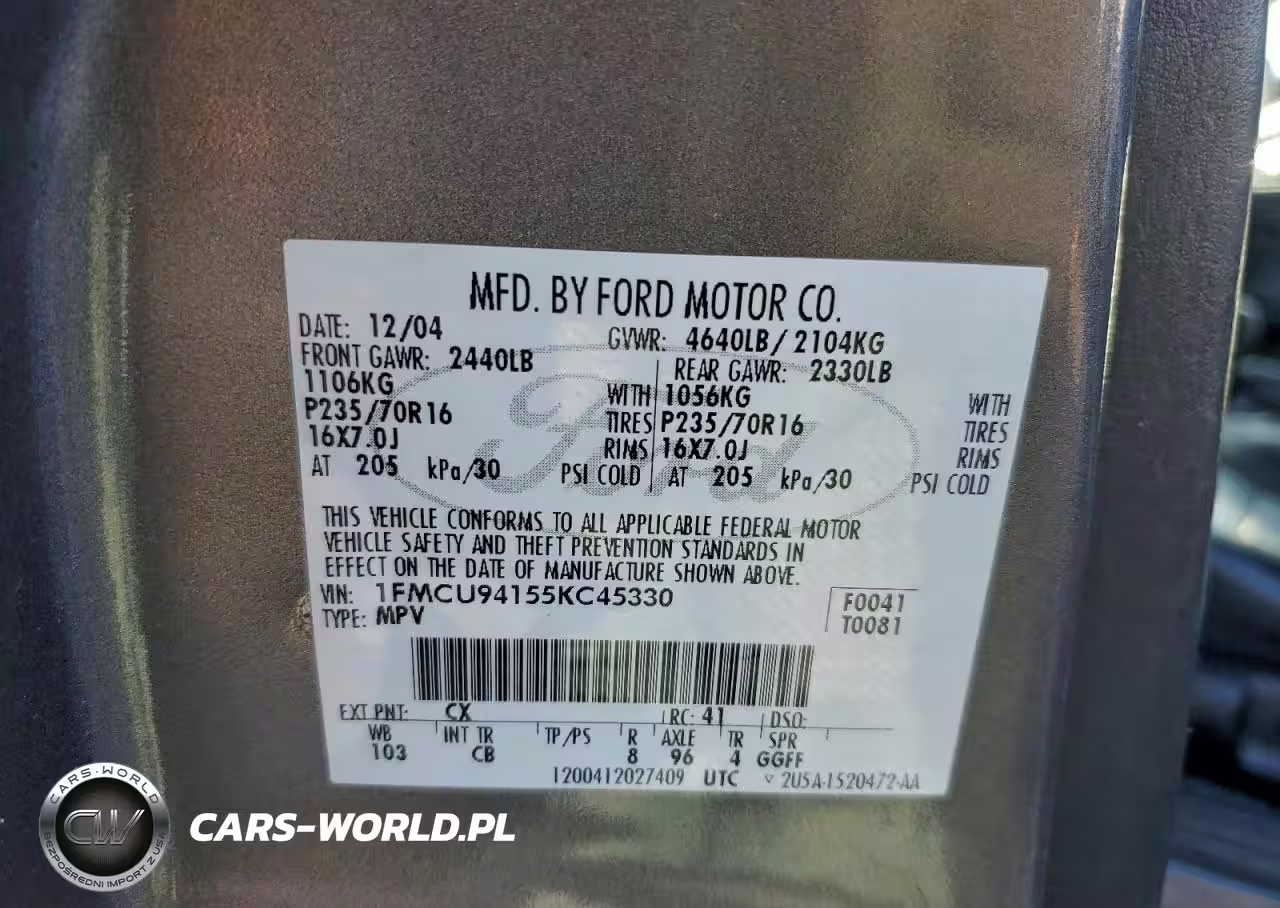 MFD. BY FORD MOTOR CO.
DATE: 12/04 GVWR: 4640LB/ 2104KG
FRONT GAWR: 2440LB REAR GAWR: 2330LB
1106KG WITH 1056KG WITH
P235/70R16 TIRES P235/70R16 TIRES
16X7.0J RIMS 16X7.0J RIMS
AT 205 kPa/30 PSI COLD AT 205 kPa/30 PSI COLD
Ford
THIS VEHICLE CONFORMS TO ALL APPLICABLE FEDERAL MOTOR
VEHICLE SAFETY AND THEFT PREVENTION STANDARDS IN
EFFECT ON THE DATE OF MANUFACTURE SHOWN ABOVE.
VIN: 1FMCU94155KC45330 F0041
TYPE: MPV T0081
EXT PNT: CX RC: 41 DSO:
WB INT TR TP/PS R AXLE TR SPR
103 CB 8 96 4 GGFF
1200412027409 UTC ▽ 2U5A-1520472-AA
CARS-WORLD
CW
BEZPOŚREDNI IMPORT Z USA
CARS-WORLD.PL